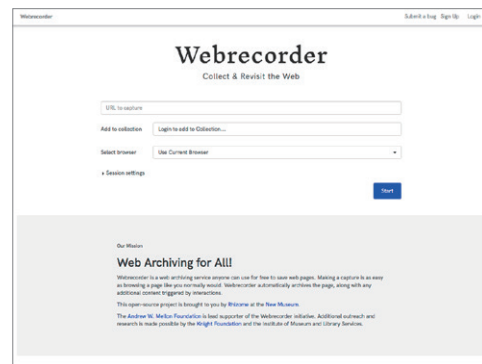 Webrecorder
Submit a bug Sign Up Login
Webrecorder
Collect & Revisit the Web
URL to capture
Add to collection Login to add to Collection...
Select browser Use Current Browser
Session settings
Start
Our Mission
Web Archiving for All!
Webrecorder is a web archiving service anyone can use for free to save web pages. Making a capture is as easy
as browsing a page like you normally would. Webrecorder automatically archives the page, along with any
additional content triggered by interactions.
This open-source project is brought to you by Rhizome at the New Museum.
The Andrew W. Mellon Foundation is lead supporter of the Webrecorder initiative. Additional outreach and
research is made possible by the Knight Foundation and the Institute of Museum and Library Services.